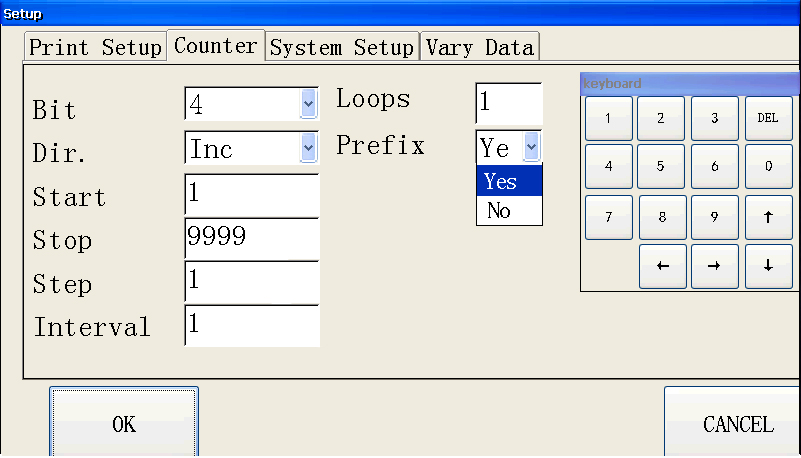 Setup
Print Setup Counter System Setup Vary Data
Bit 4 Loops 1
Dir. Inc Prefix Ye
Yes
No
Start 1
Stop 9999
Step 1
Interval 1
keyboard
1 2 3 DEL
4 5 6 0
7 8 9 ↑
← → ↓
OK CANCEL